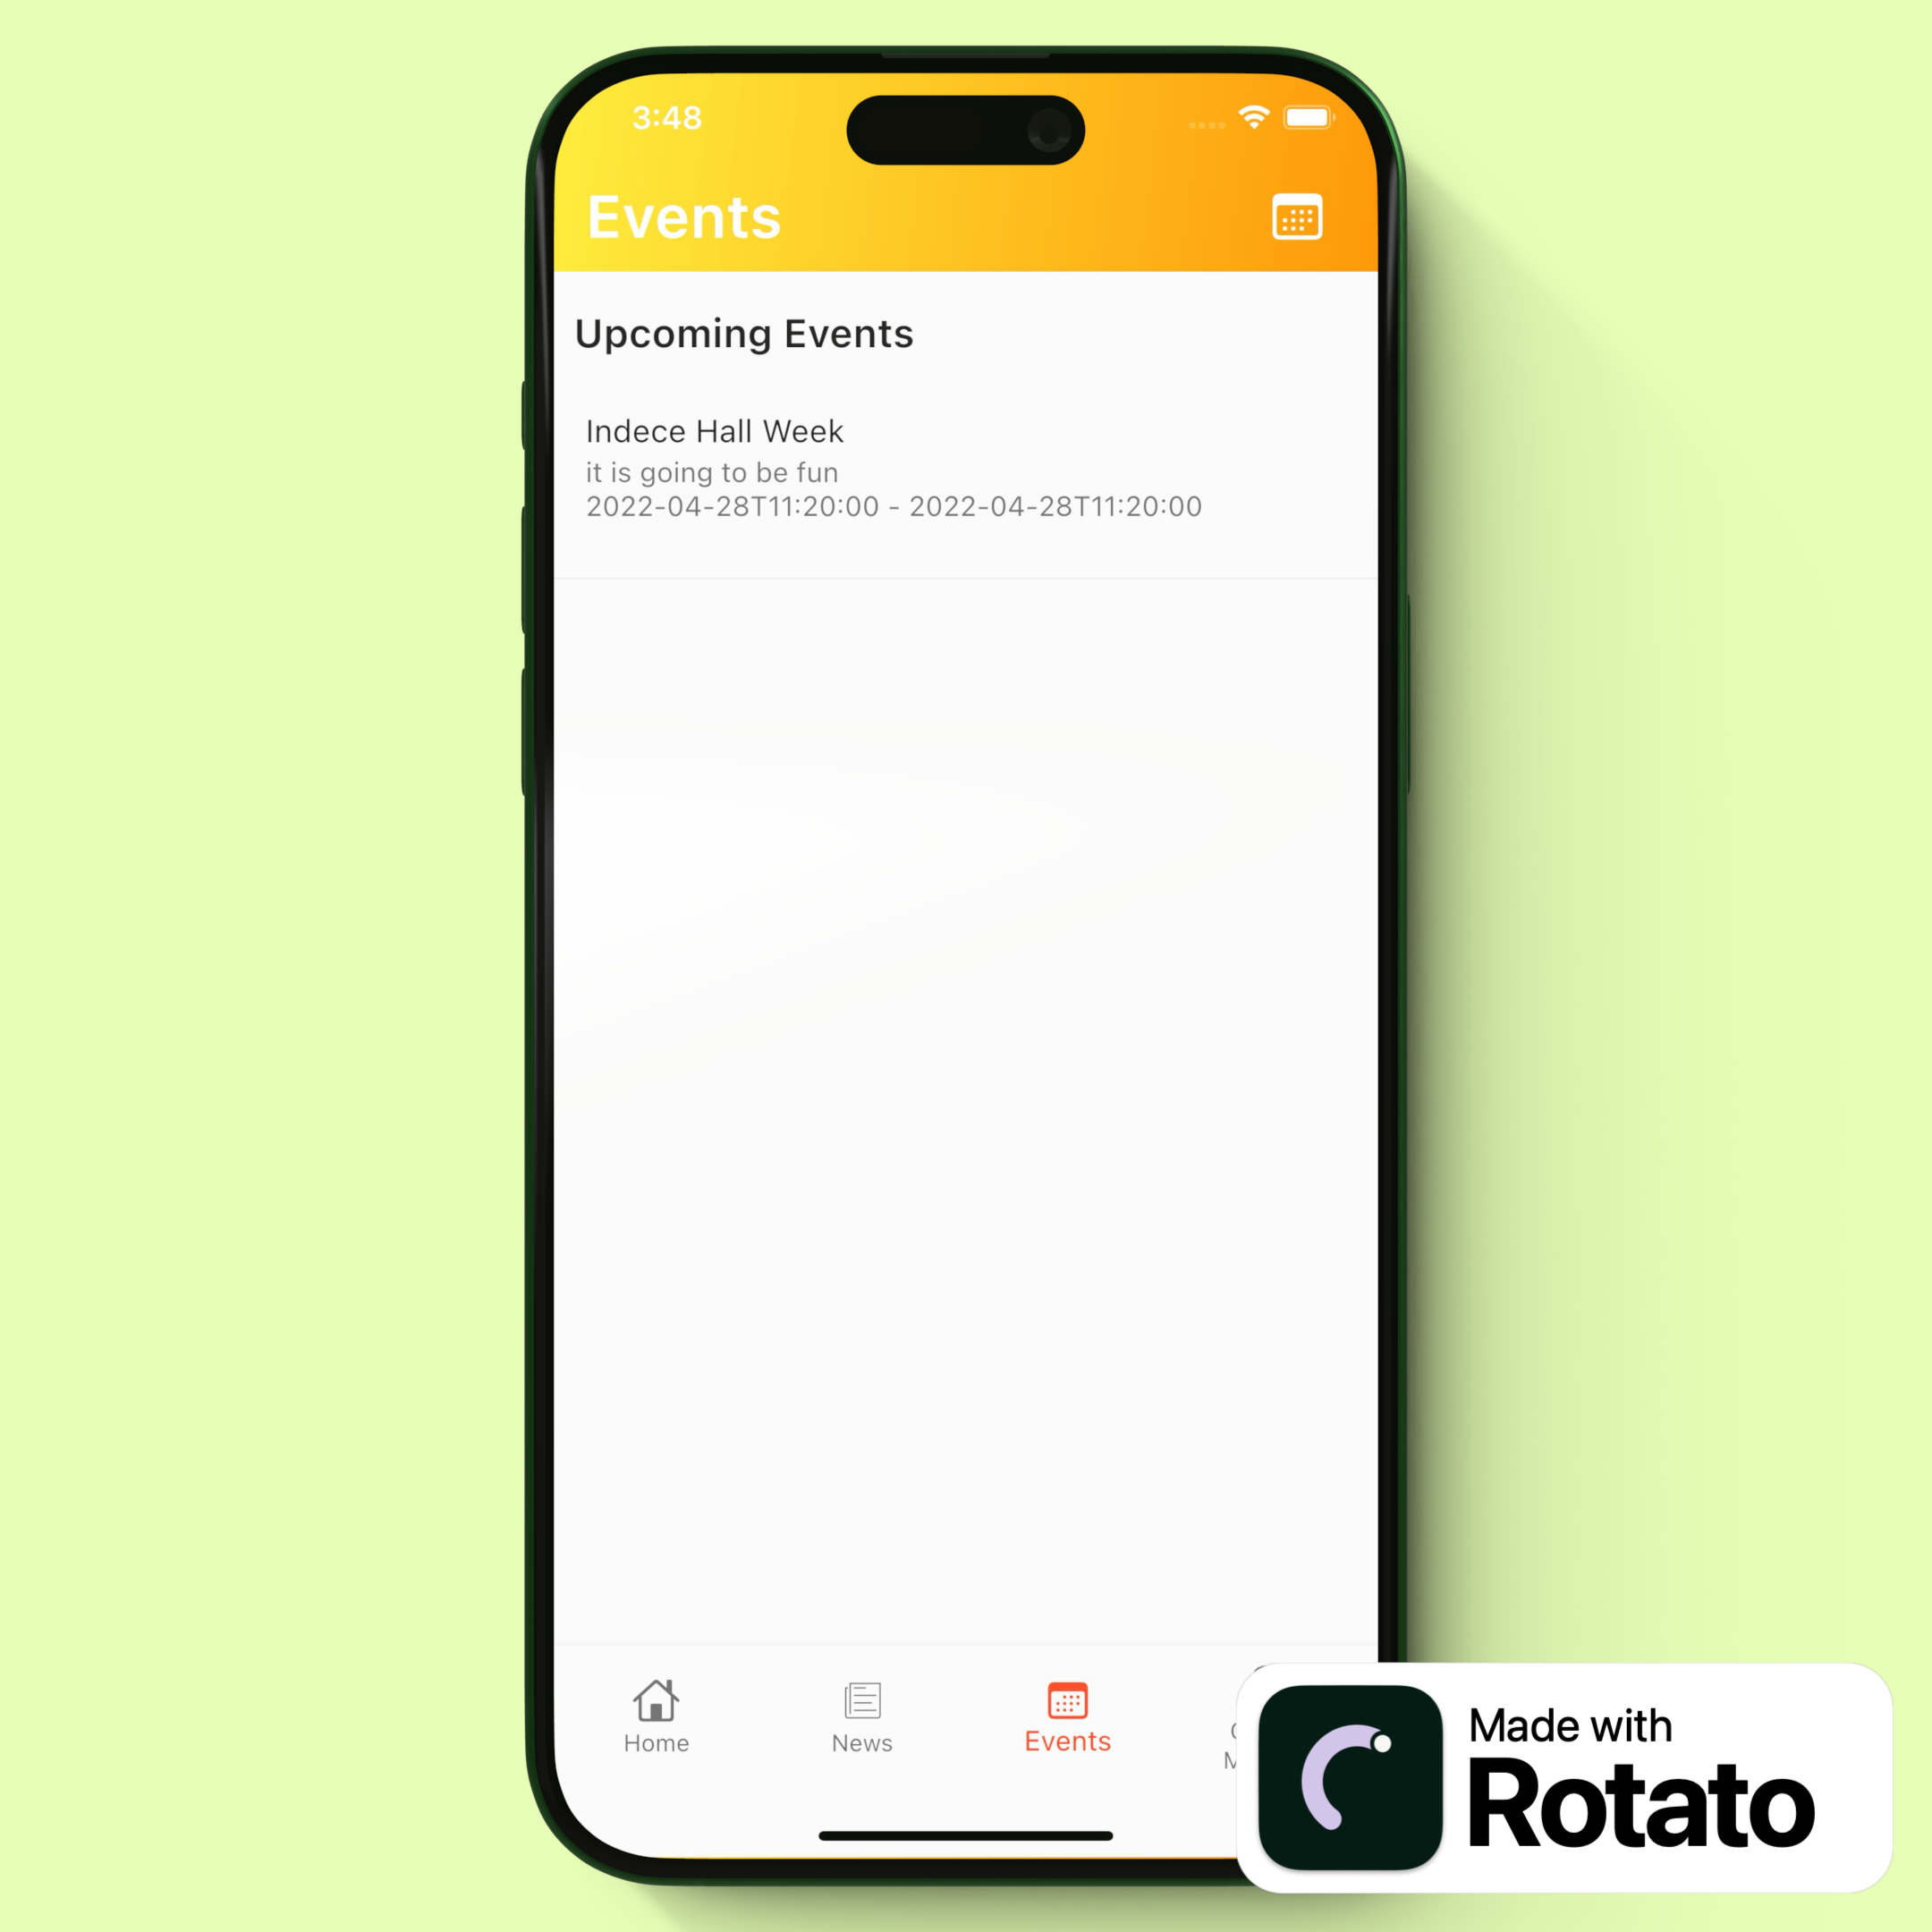 3:48
Events
Upcoming Events
Indece Hall Week
it is going to be fun
2022-04-28T11:20:00 - 2022-04-28T11:20:00
Home
News
Events
Made with
Rotato